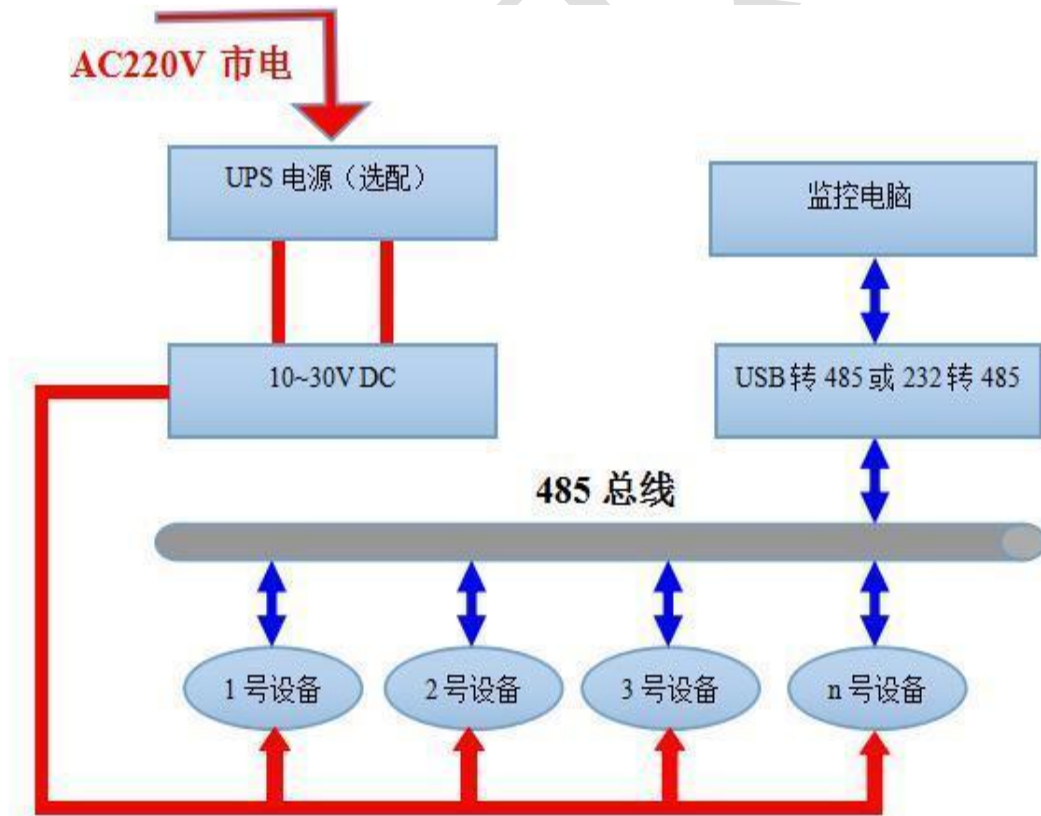 AC220V 市电
UPS 电源（选配）
监控电脑
10~30V DC
USB 转 485 或 232 转 485
485 总线
1 号设备
2 号设备
3 号设备
n 号设备